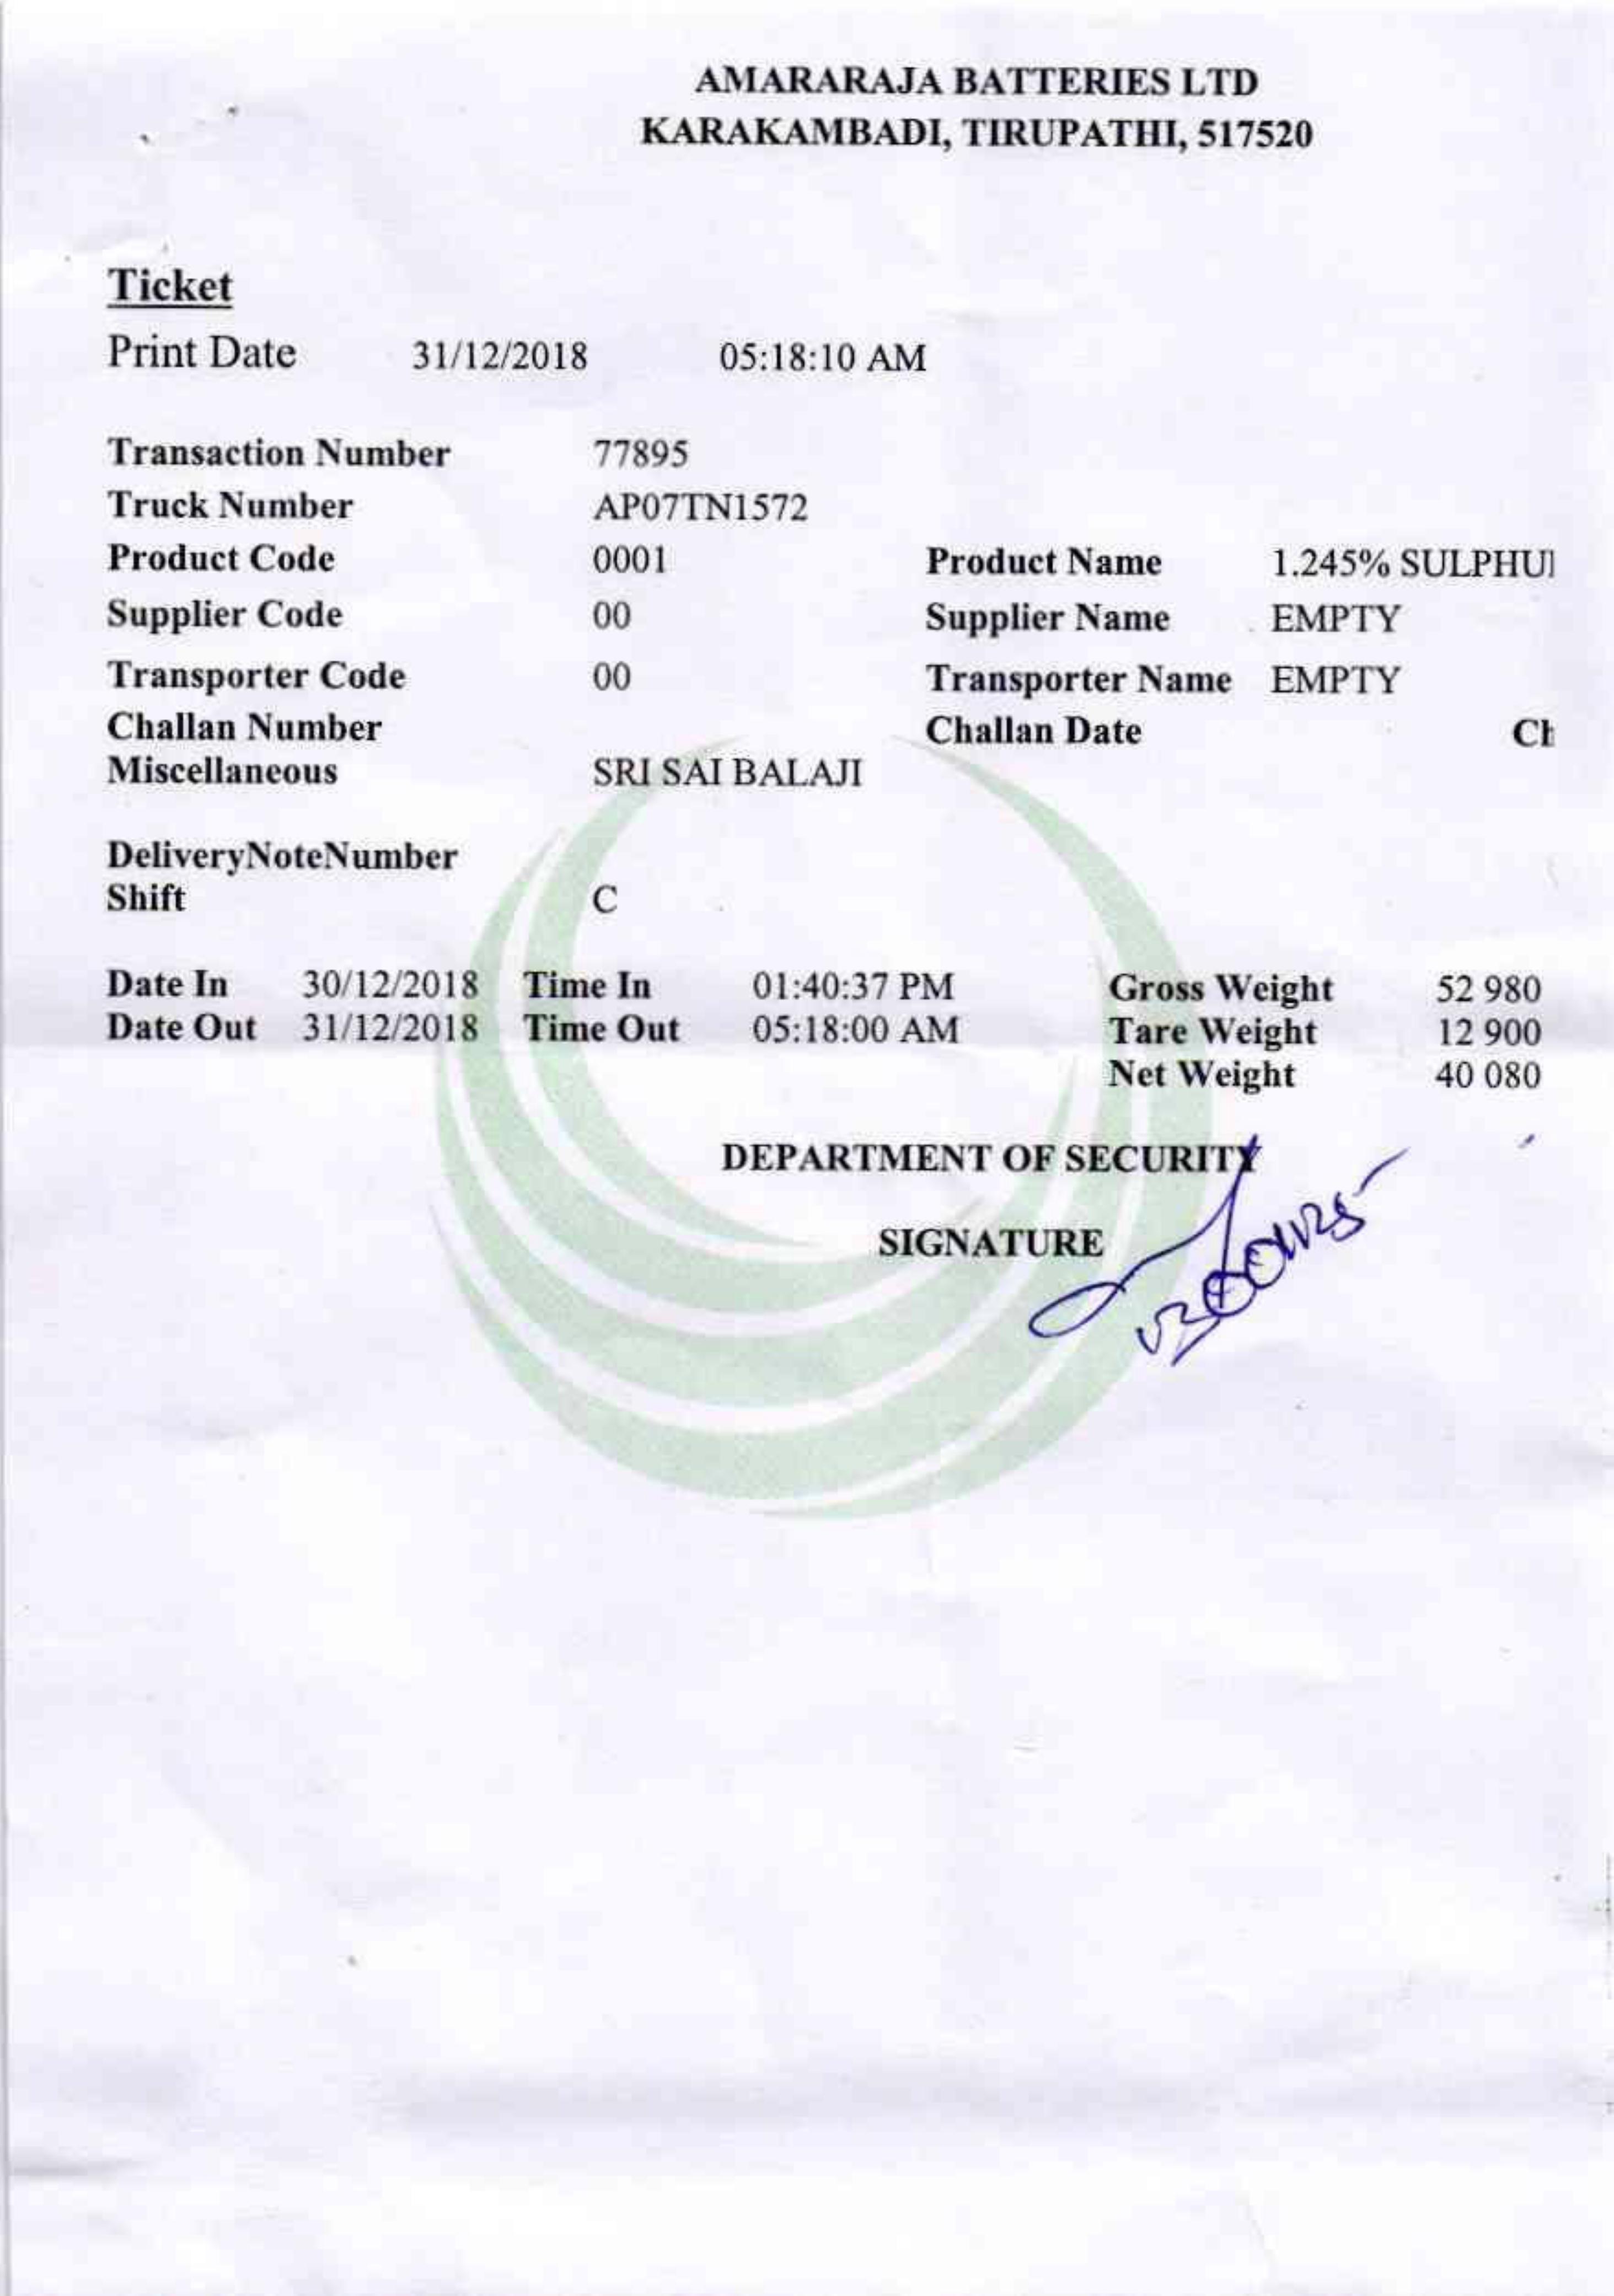 AMARARAJA BATTERIES LTD
KARAKAMBADI, TIRUPATHI, 517520
Ticket
Print Date 31/12/2018 05:18:10 AM
Transaction Number 77895
Truck Number AP07TN1572
Product Code 0001 Product Name 1.245% SULPHU
Supplier Code 00 Supplier Name EMPTY
Transporter Code 00 Transporter Name EMPTY
Challan Number Challan Date
Miscellaneous SRI SAI BALAJI
DeliveryNoteNumber
Shift C
Date In 30/12/2018 Time In 01:40:37 PM Gross Weight 52 980
Date Out 31/12/2018 Time Out 05:18:00 AM Tare Weight 12 900
Net Weight 40 080
DEPARTMENT OF SECURITY
SIGNATURE